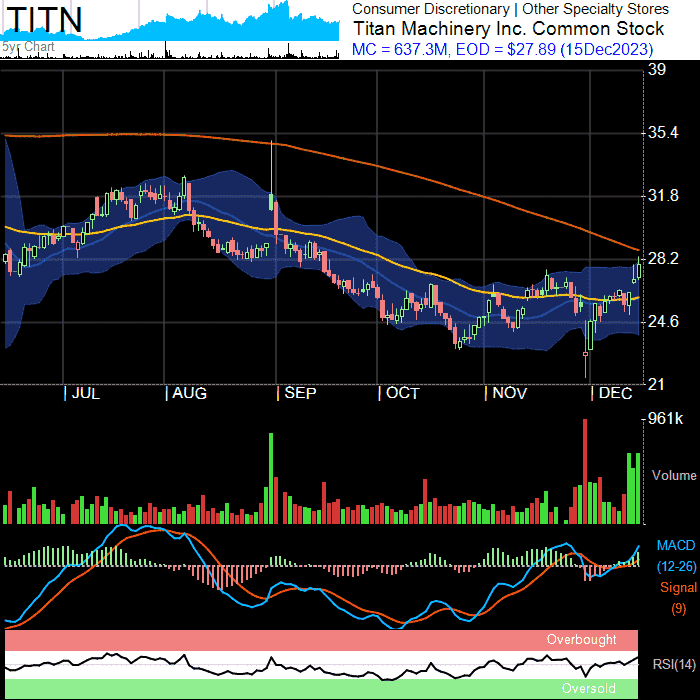 TITN
5yr Chart
Consumer Discretionary | Other Specialty Stores
Titan Machinery Inc. Common Stock
MC = 637.3M, EOD = $27.89 (15Dec2023)
39
35.4
31.8
28.2
24.6
21
| JUL
| AUG
| SEP
| OCT
| NOV
| DEC
961k
Volume
MACD
(12-26)
Signal
(9)
Overbought
RSI(14)
Oversold